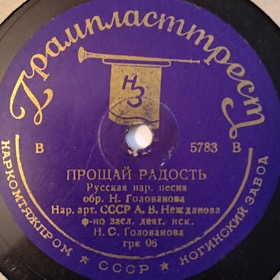 Грампласттрест
НЗ
В 5783 В
ПРОЩАЙ РАДОСТЬ
Русская нар. песня
обр. Н. Голованова
Нар. арт. СССР А. В. Нежданова
ф-но засл. деят. иск.
Н. С. Голованова
грк 06
НАРКОМТЯЖПРОМ ★ СССР ★ НОГИНСКИЙ ЗАВОД